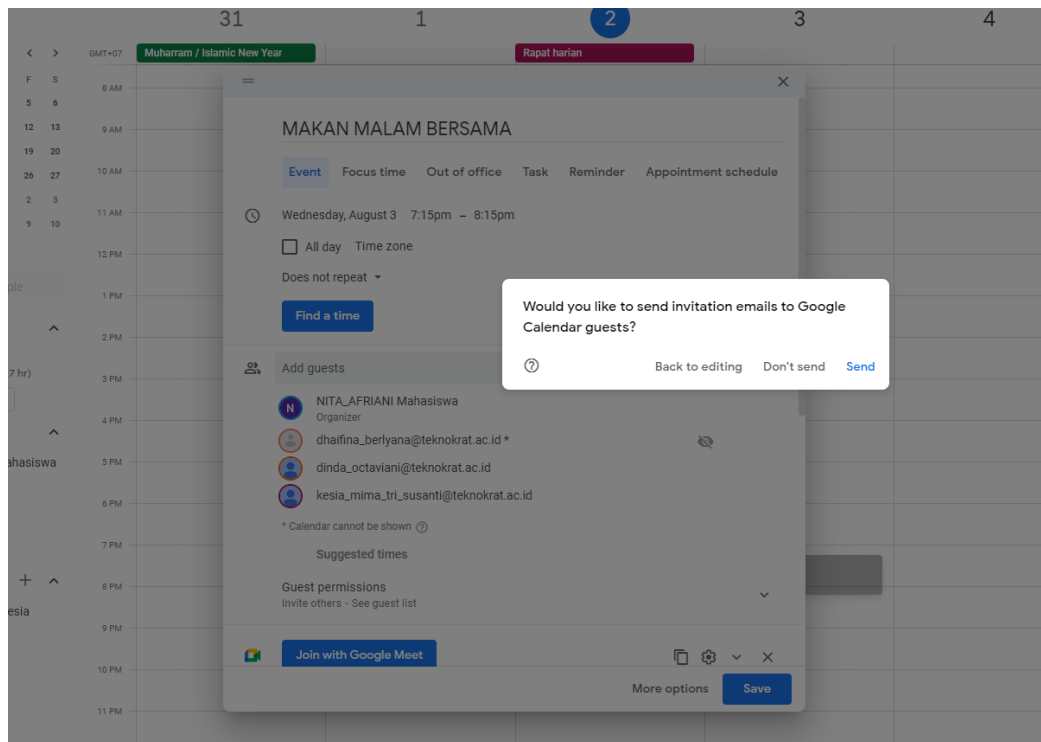 31 1 2 3 4
GMT+07 Muharram / Islamic New Year Rapat harian
F S
5 6
12 13
19 20
26 27
2 3
9 10
7 hr)
ahasiswa
esia
8 AM
9 AM
10 AM
11 AM
12 PM
1 PM
2 PM
3 PM
4 PM
5 PM
6 PM
7 PM
8 PM
9 PM
10 PM
11 PM
MAKAN MALAM BERSAMA
Event Focus time Out of office Task Reminder Appointment schedule
Wednesday, August 3 7:15pm – 8:15pm
All day Time zone
Does not repeat
Find a time
Would you like to send invitation emails to Google
Calendar guests?
Back to editing Don't send Send
Add guests
N NITA_AFRIANI Mahasiswa
Organizer
dhaifina_berlyana@teknokrat.ac.id *
dinda_octaviani@teknokrat.ac.id
kesia_mima_tri_susanti@teknokrat.ac.id
* Calendar cannot be shown
Suggested times
Guest permissions
Invite others · See guest list
Join with Google Meet
More options Save